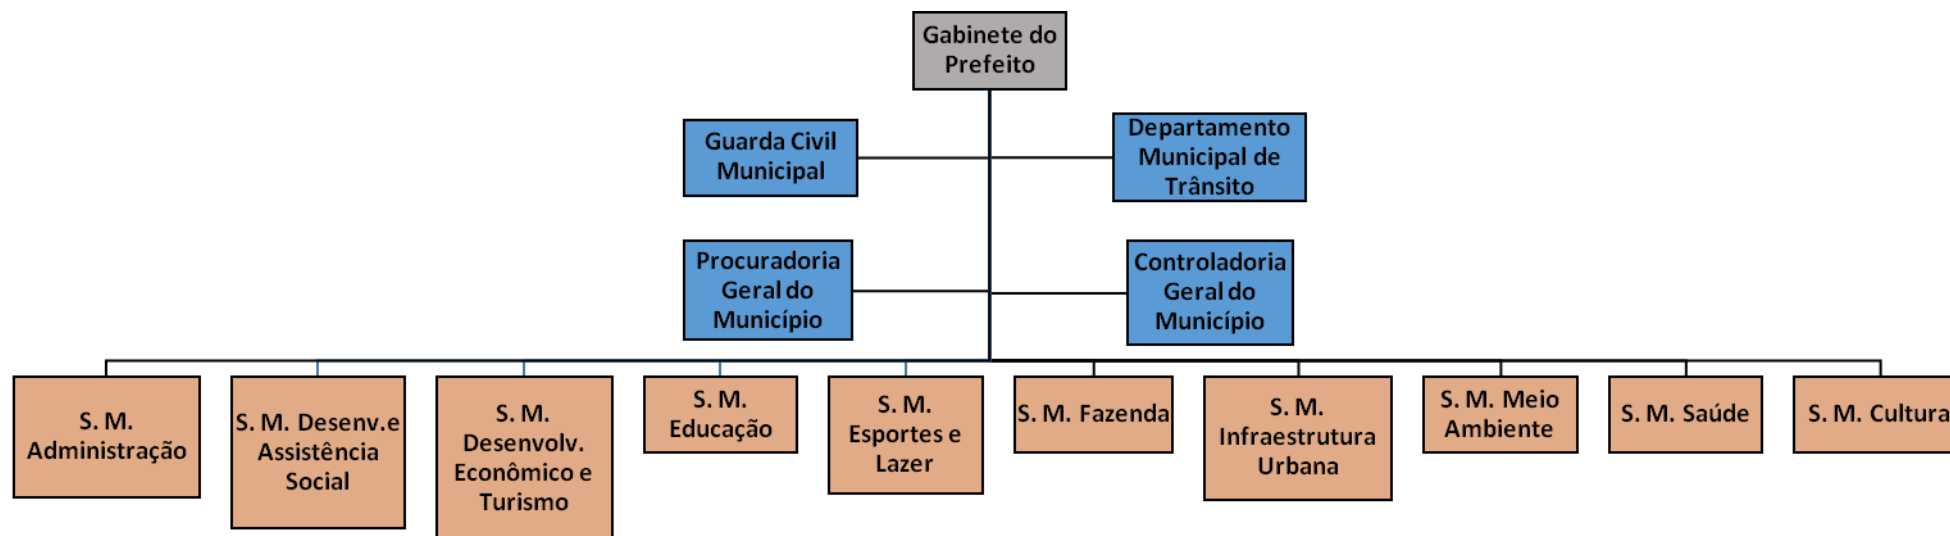 Gabinete do
Prefeito
Guarda Civil
Municipal
Departamento
Municipal de
Trânsito
Procuradoria
Geral do
Município
Controladoria
Geral do
Município
S. M.
Administração
S. M. Desenv.e
Assistência
Social
S. M.
Desenvolv.
Econômico e
Turismo
S. M.
Educação
S. M.
Esportes e
Lazer
S. M. Fazenda
S. M.
Infraestrutura
Urbana
S. M. Meio
Ambiente
S. M. Saúde
S. M. Cultura